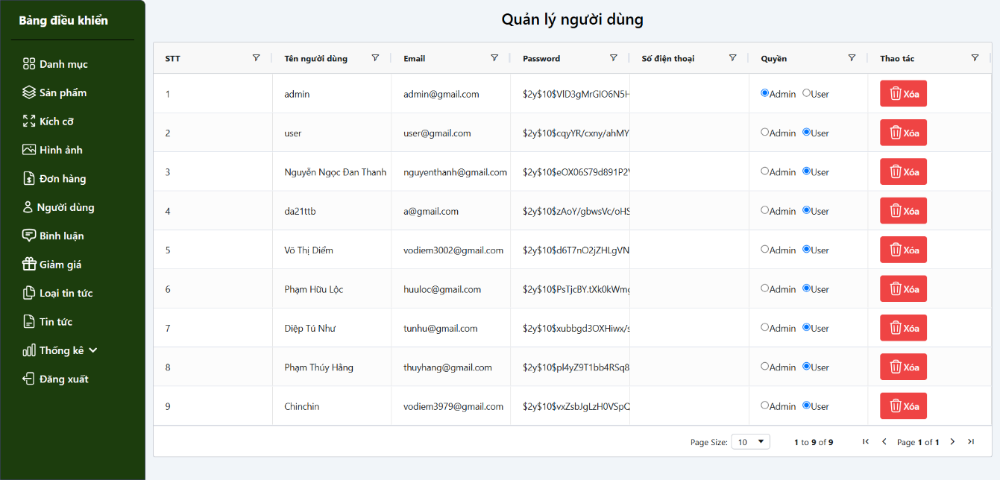 Bảng điều khiển
Danh mục
Sản phẩm
Kích cỡ
Hình ảnh
Đơn hàng
Người dùng
Bình luận
Giảm giá
Loại tin tức
Tin tức
Thống kê
Đăng xuất
Quản lý người dùng
STT Tên người dùng Email Password Số điện thoại Quyền Thao tác
1 admin admin@gmail.com $2y$10$VlD3gMrGlO6N5H Admin User Xóa
2 user user@gmail.com $2y$10$cqyYR/cxny/ahMY Admin User Xóa
3 Nguyễn Ngọc Đan Thanh nguyenthanh@gmail.com $2y$10$eOX06S79d891P2V Admin User Xóa
4 da21ttb a@gmail.com $2y$10$zAoY/gbwsVc/oHS Admin User Xóa
5 Võ Thị Diểm vodiem3002@gmail.com $2y$10$d6T7nO2jZHLgVN Admin User Xóa
6 Phạm Hữu Lộc huuloc@gmail.com $2y$10$PsTjcBY.tXk0kWmg Admin User Xóa
7 Diệp Tú Như tunhu@gmail.com $2y$10$xubbgd3OXHiwx/s Admin User Xóa
8 Phạm Thúy Hằng thuyhang@gmail.com $2y$10$pl4yZ9T1bb4RSq8 Admin User Xóa
9 Chinchin vodiem3979@gmail.com $2y$10$vxZsbJgLzH0VSpQ Admin User Xóa
Page Size: 10 1 to 9 of 9 Page 1 of 1